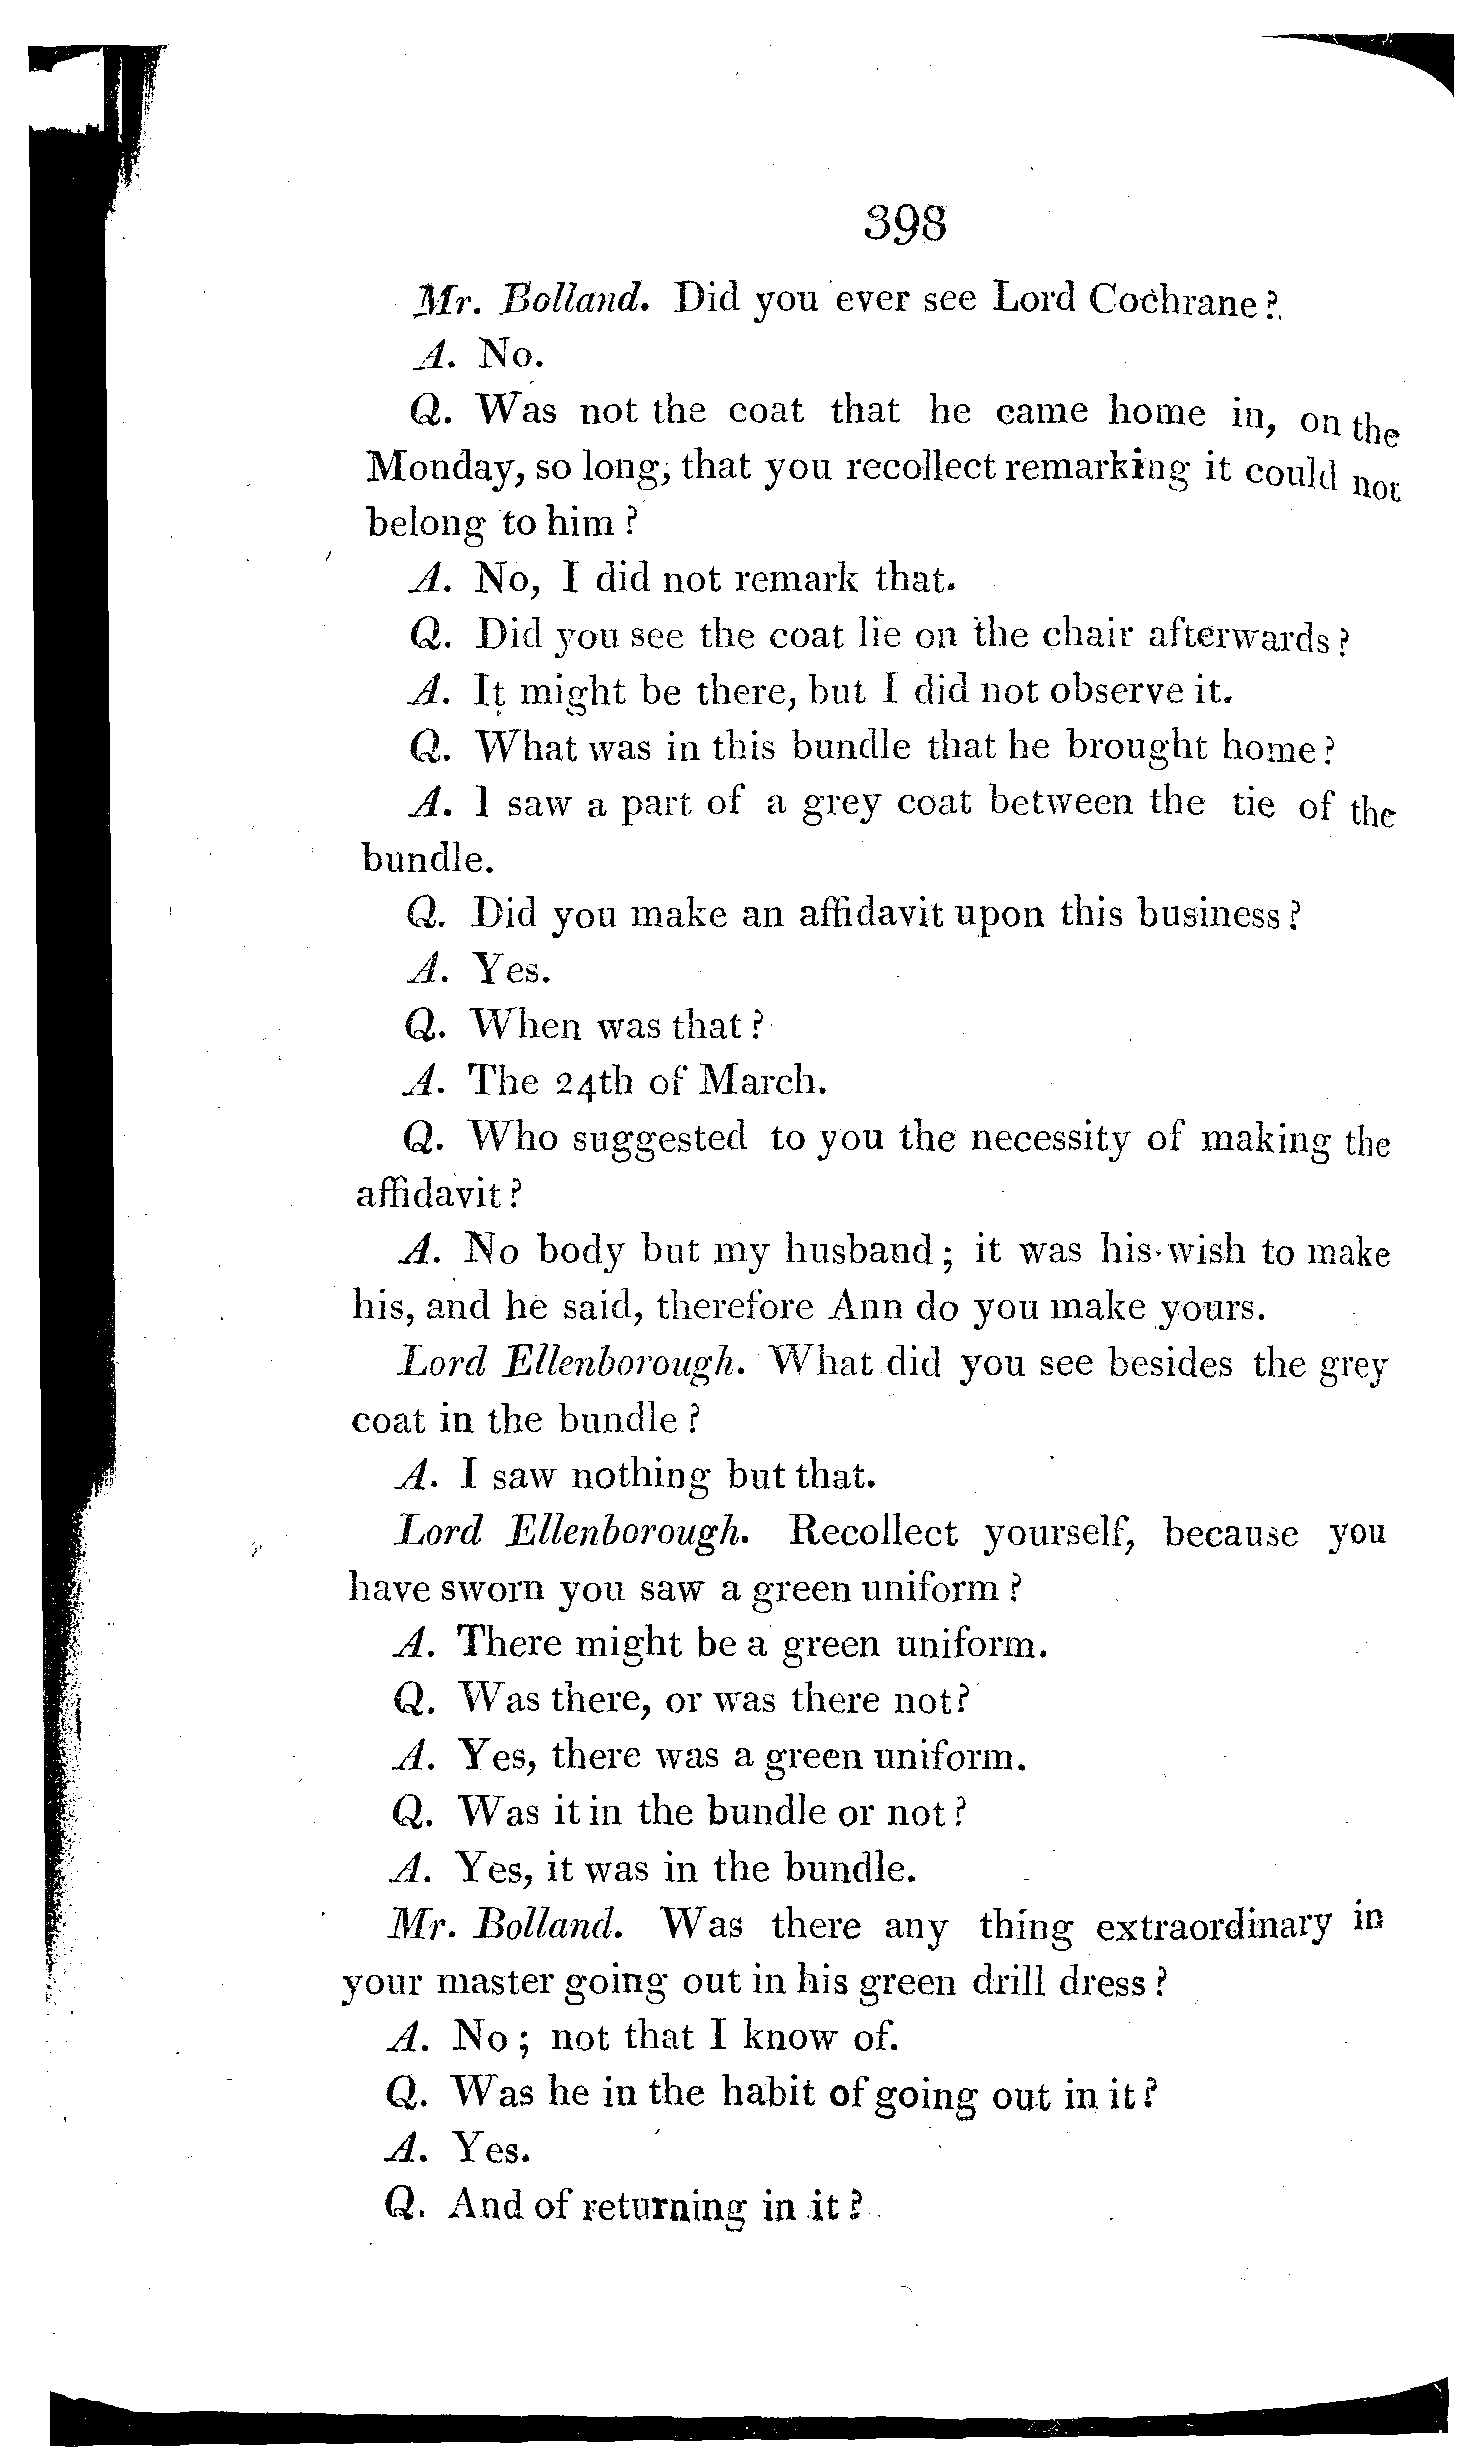 398
Mr. Bolland. Did you ever see Lord Cochrane?
A. No.
Q. Was not the coat that he came home in, on the
Monday, so long, that you recollect remarking it could not
belong to him?
A. No, I did not remark that.
Q. Did you see the coat lie on the chair afterwards?
A. It might be there, but I did not observe it.
Q. What was in this bundle that he brought home?
A. I saw a part of a grey coat between the tie of the
bundle.
Q. Did you make an affidavit upon this business?
A. Yes.
Q. When was that?
A. The 24th of March.
Q. Who suggested to you the necessity of making the
affidavit?
A. No body but my husband; it was his wish to make
his, and he said, therefore Ann do you make yours.
Lord Ellenborough. What did you see besides the grey
coat in the bundle?
A. I saw nothing but that.
Lord Ellenborough. Recollect yourself, because you
have sworn you saw a green uniform?
A. There might be a green uniform.
Q. Was there, or was there not?
A. Yes, there was a green uniform.
Q. Was it in the bundle or not?
A. Yes, it was in the bundle.
Mr. Bolland. Was there any thing extraordinary in
your master going out in his green drill dress?
A. No; not that I know of.
Q. Was he in the habit of going out in it?
A. Yes.
Q. And of returning in it?